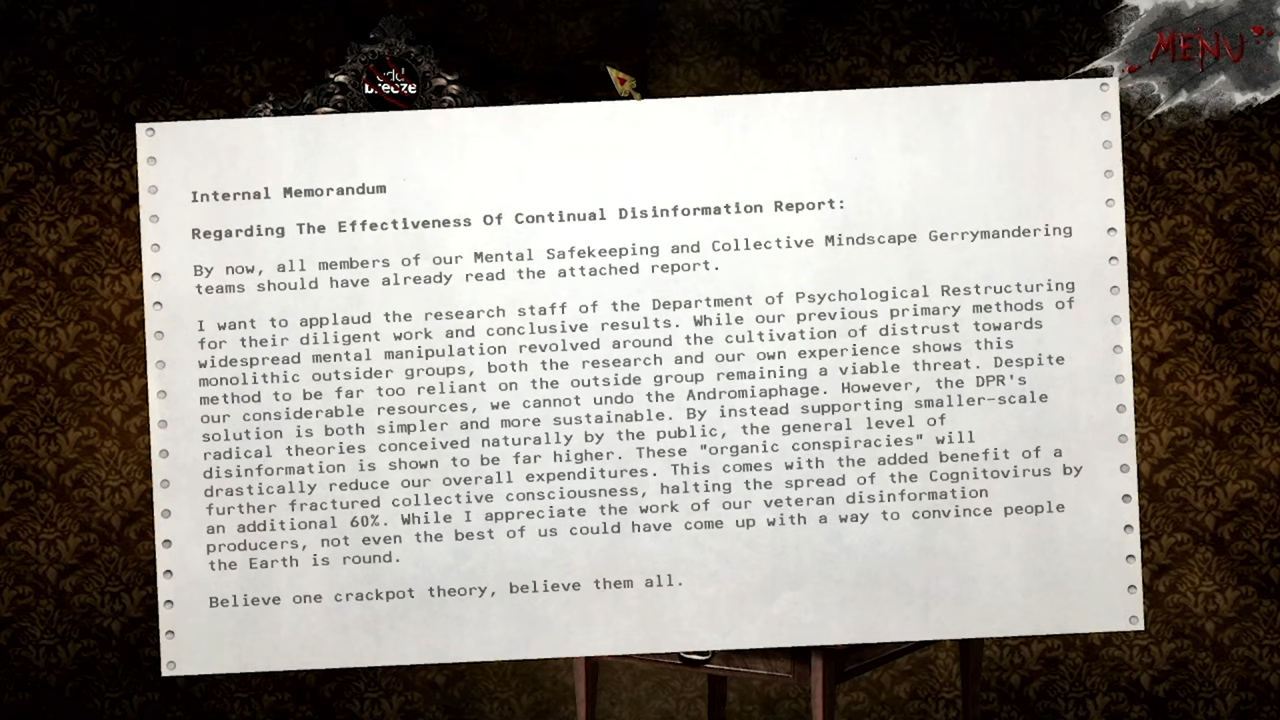 MENU
odd
breeze
Internal Memorandum
Regarding The Effectiveness Of Continual Disinformation Report:
By now, all members of our Mental Safekeeping and Collective Mindscape Gerrymandering
teams should have already read the attached report.
I want to applaud the research staff of the Department of Psychological Restructuring
for their diligent work and conclusive results. While our previous primary methods of
widespread mental manipulation revolved around the cultivation of distrust towards
monolithic outsider groups, both the research and our own experience shows this
method to be far too reliant on the outside group remaining a viable threat. Despite
our considerable resources, we cannot undo the Andromiaphage. However, the DPR's
solution is both simpler and more sustainable. By instead supporting smaller-scale
radical theories conceived naturally by the public, the general level of
disinformation is shown to be far higher. These "organic conspiracies" will
drastically reduce our overall expenditures. This comes with the added benefit of a
further fractured collective consciousness, halting the spread of the Cognitovirus by
an additional 60%. While I appreciate the work of our veteran disinformation
producers, not even the best of us could have come up with a way to convince people
the Earth is round.
Believe one crackpot theory, believe them all.